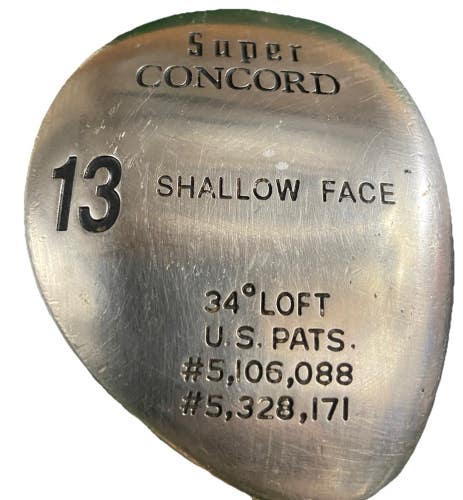 Super
CONCORD
13 SHALLOW FACE
34° LOFT
U.S. PATS.
#5,106,088
#5,328,171